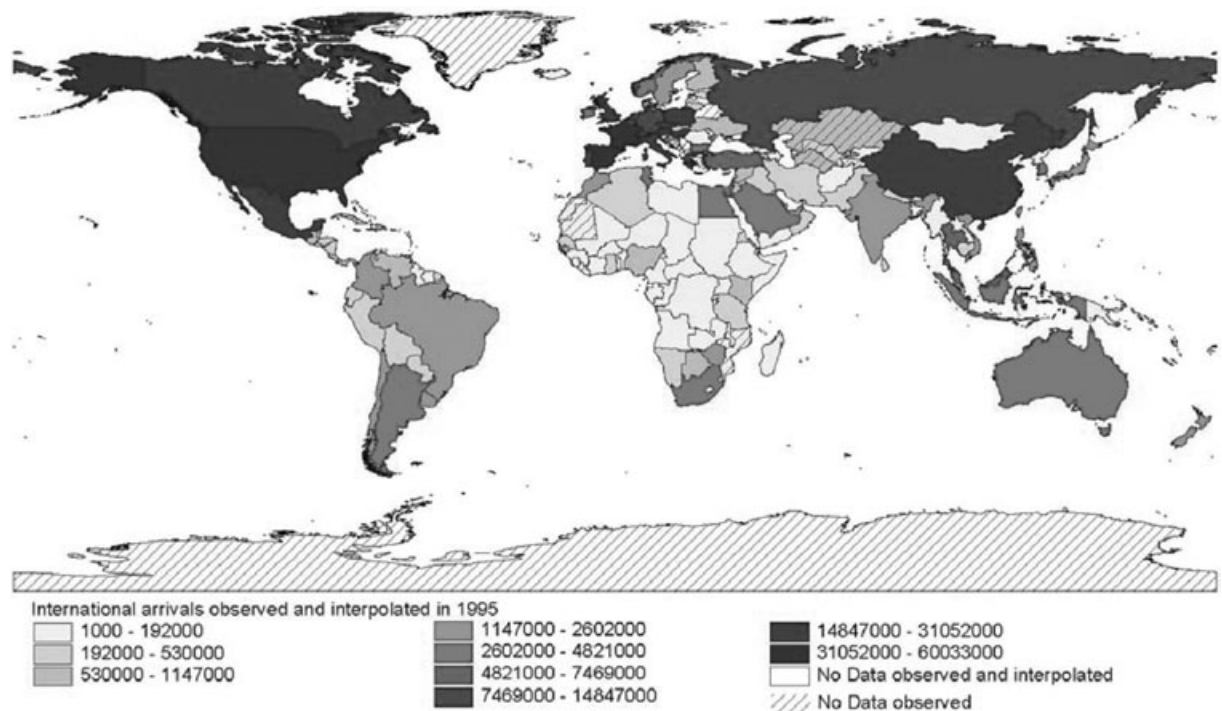 International arrivals observed and interpolated in 1995
1000 - 192000
192000 - 530000
530000 - 1147000
1147000 - 2602000
2602000 - 4821000
4821000 - 7469000
7469000 - 14847000
14847000 - 31052000
31052000 - 60033000
No Data observed and interpolated
No Data observed